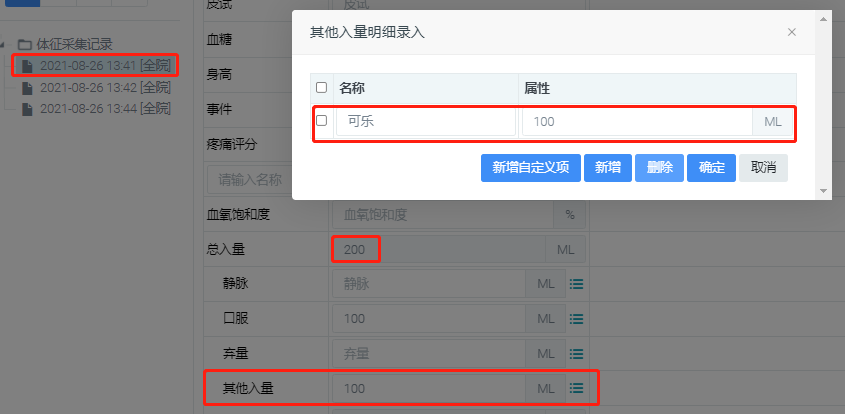 皮试 皮试
体征采集记录
2021-08-26 13:41 [全院]
2021-08-26 13:42 [全院]
2021-08-26 13:44 [全院]
血糖
身高
事件
疼痛评分
请输入名称
其他入量明细录入 ×
名称 属性
可乐 100 ML
新增自定义项 新增 删除 确定 取消
血氧饱和度 血氧饱和度 %
总入量 200 ML
静脉 静脉 ML
口服 100 ML
弃量 弃量 ML
其他入量 100 ML